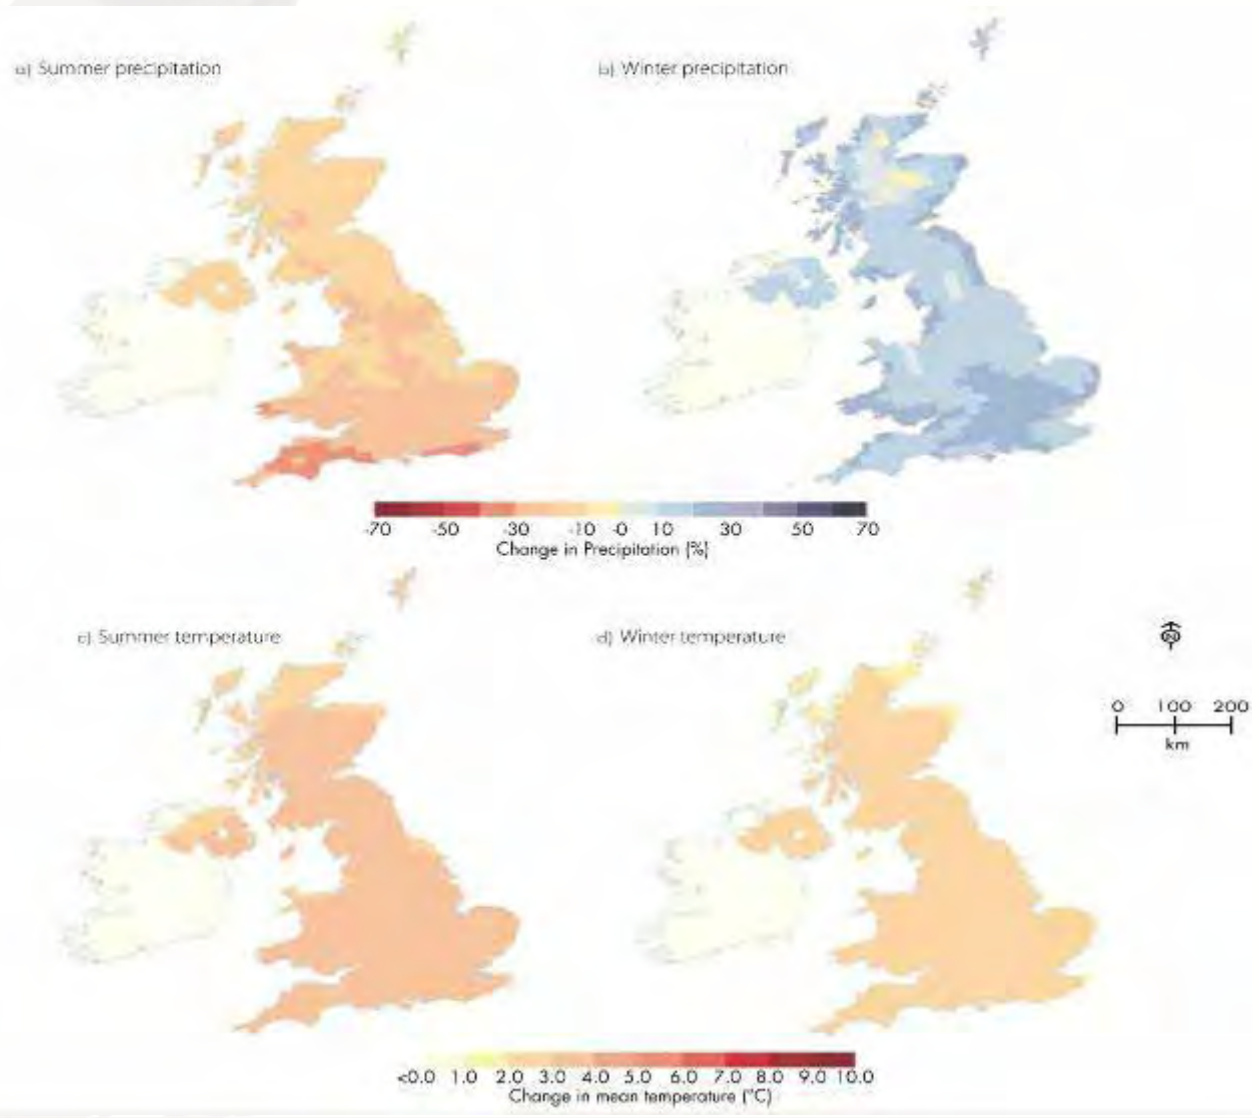 a) Summer precipitation
b) Winter precipitation
-70 -50 -30 -10 -0 10 30 50 70
Change in Precipitation (%)
c) Summer temperature
d) Winter temperature
N
0 100 200
km
<0.0 1.0 2.0 3.0 4.0 5.0 6.0 7.0 8.0 9.0 10.0
Change in mean temperature (°C)